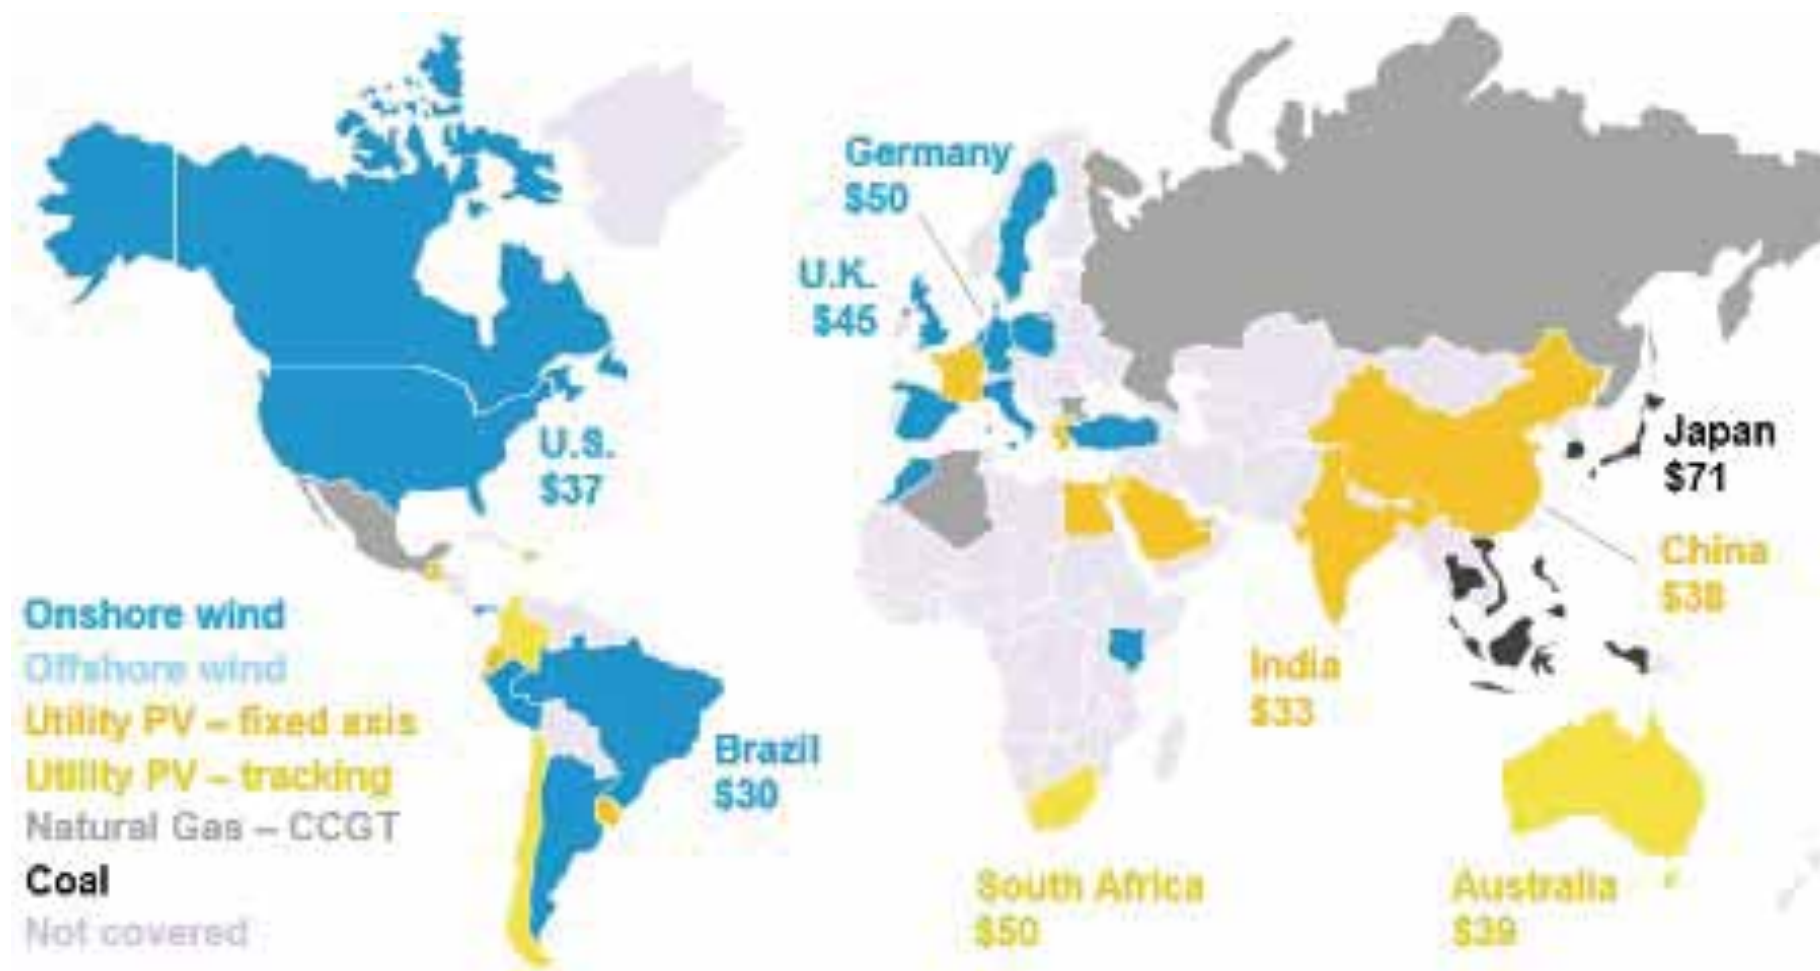 Germany
$50
U.K.
$45
U.S.
$37
Japan
$71
China
$38
India
$33
Brazil
$30
South Africa
$50
Australia
$39
Onshore wind
Offshore wind
Utility PV – fixed axis
Utility PV – tracking
Natural Gas – CCGT
Coal
Not covered